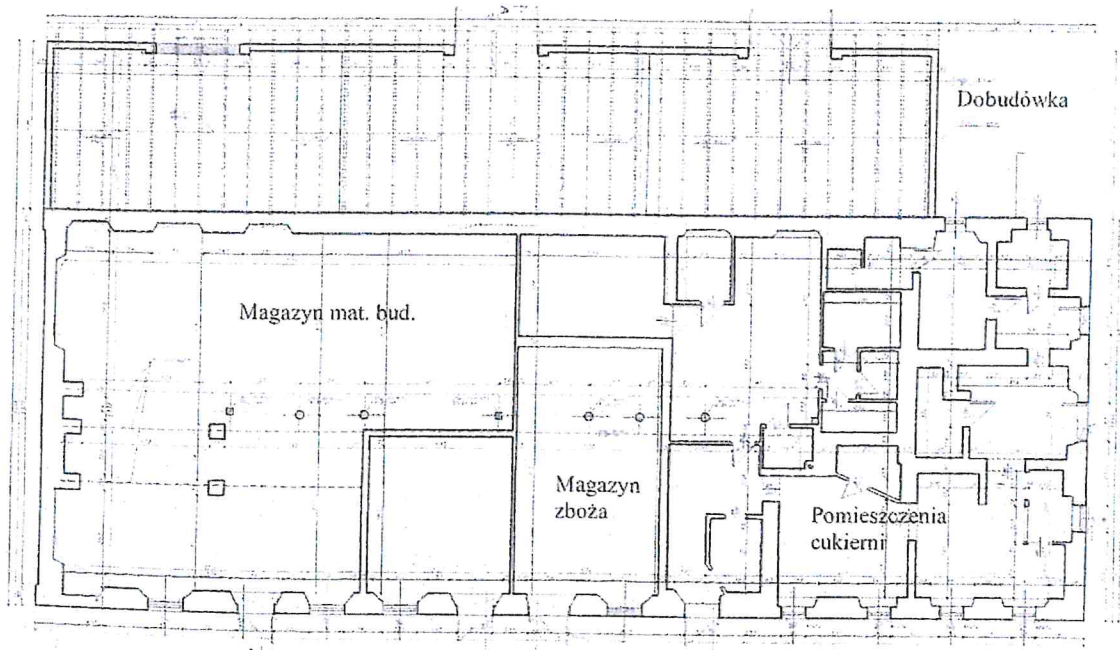 Dobudówka
Magazyn mat. bud.
Magazyn
zboża
Pomieszczenia
cukierni